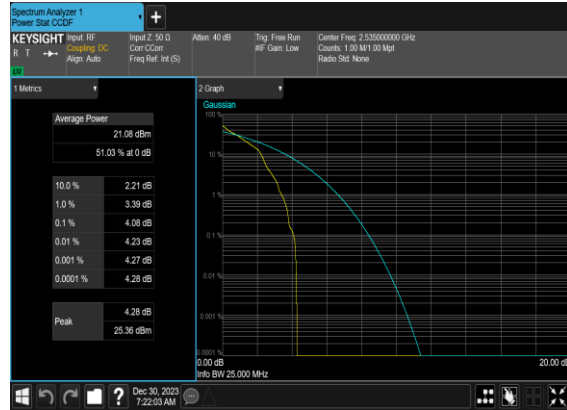 Spectrum Analyzer 1
Power Stat CCDF
KEYSIGHT
R T
LXI
Input: RF
Coupling: DC
Align: Auto
Input Z: 50 Ω
Corr CCorr
Freq Ref: Int (S)
Atten: 40 dB
Trig: Free Run
#IF Gain: Low
Center Freq: 2.535000000 GHz
Counts: 1.00 M/1.00 Mpt
Radio Std: None
1 Metrics
Average Power
21.08 dBm
51.03 % at 0 dB
10.0 % 2.21 dB
1.0 % 3.39 dB
0.1 % 4.08 dB
0.01 % 4.23 dB
0.001 % 4.27 dB
0.0001 % 4.28 dB
Peak
4.28 dB
25.36 dBm
2 Graph
Gaussian
100 %
10 %
1 %
0.1 %
0.01 %
0.001 %
0.0001 %
0.00 dB
20.00 dB
Info BW 25.000 MHz
?
Dec 30, 2023
7:22:03 AM